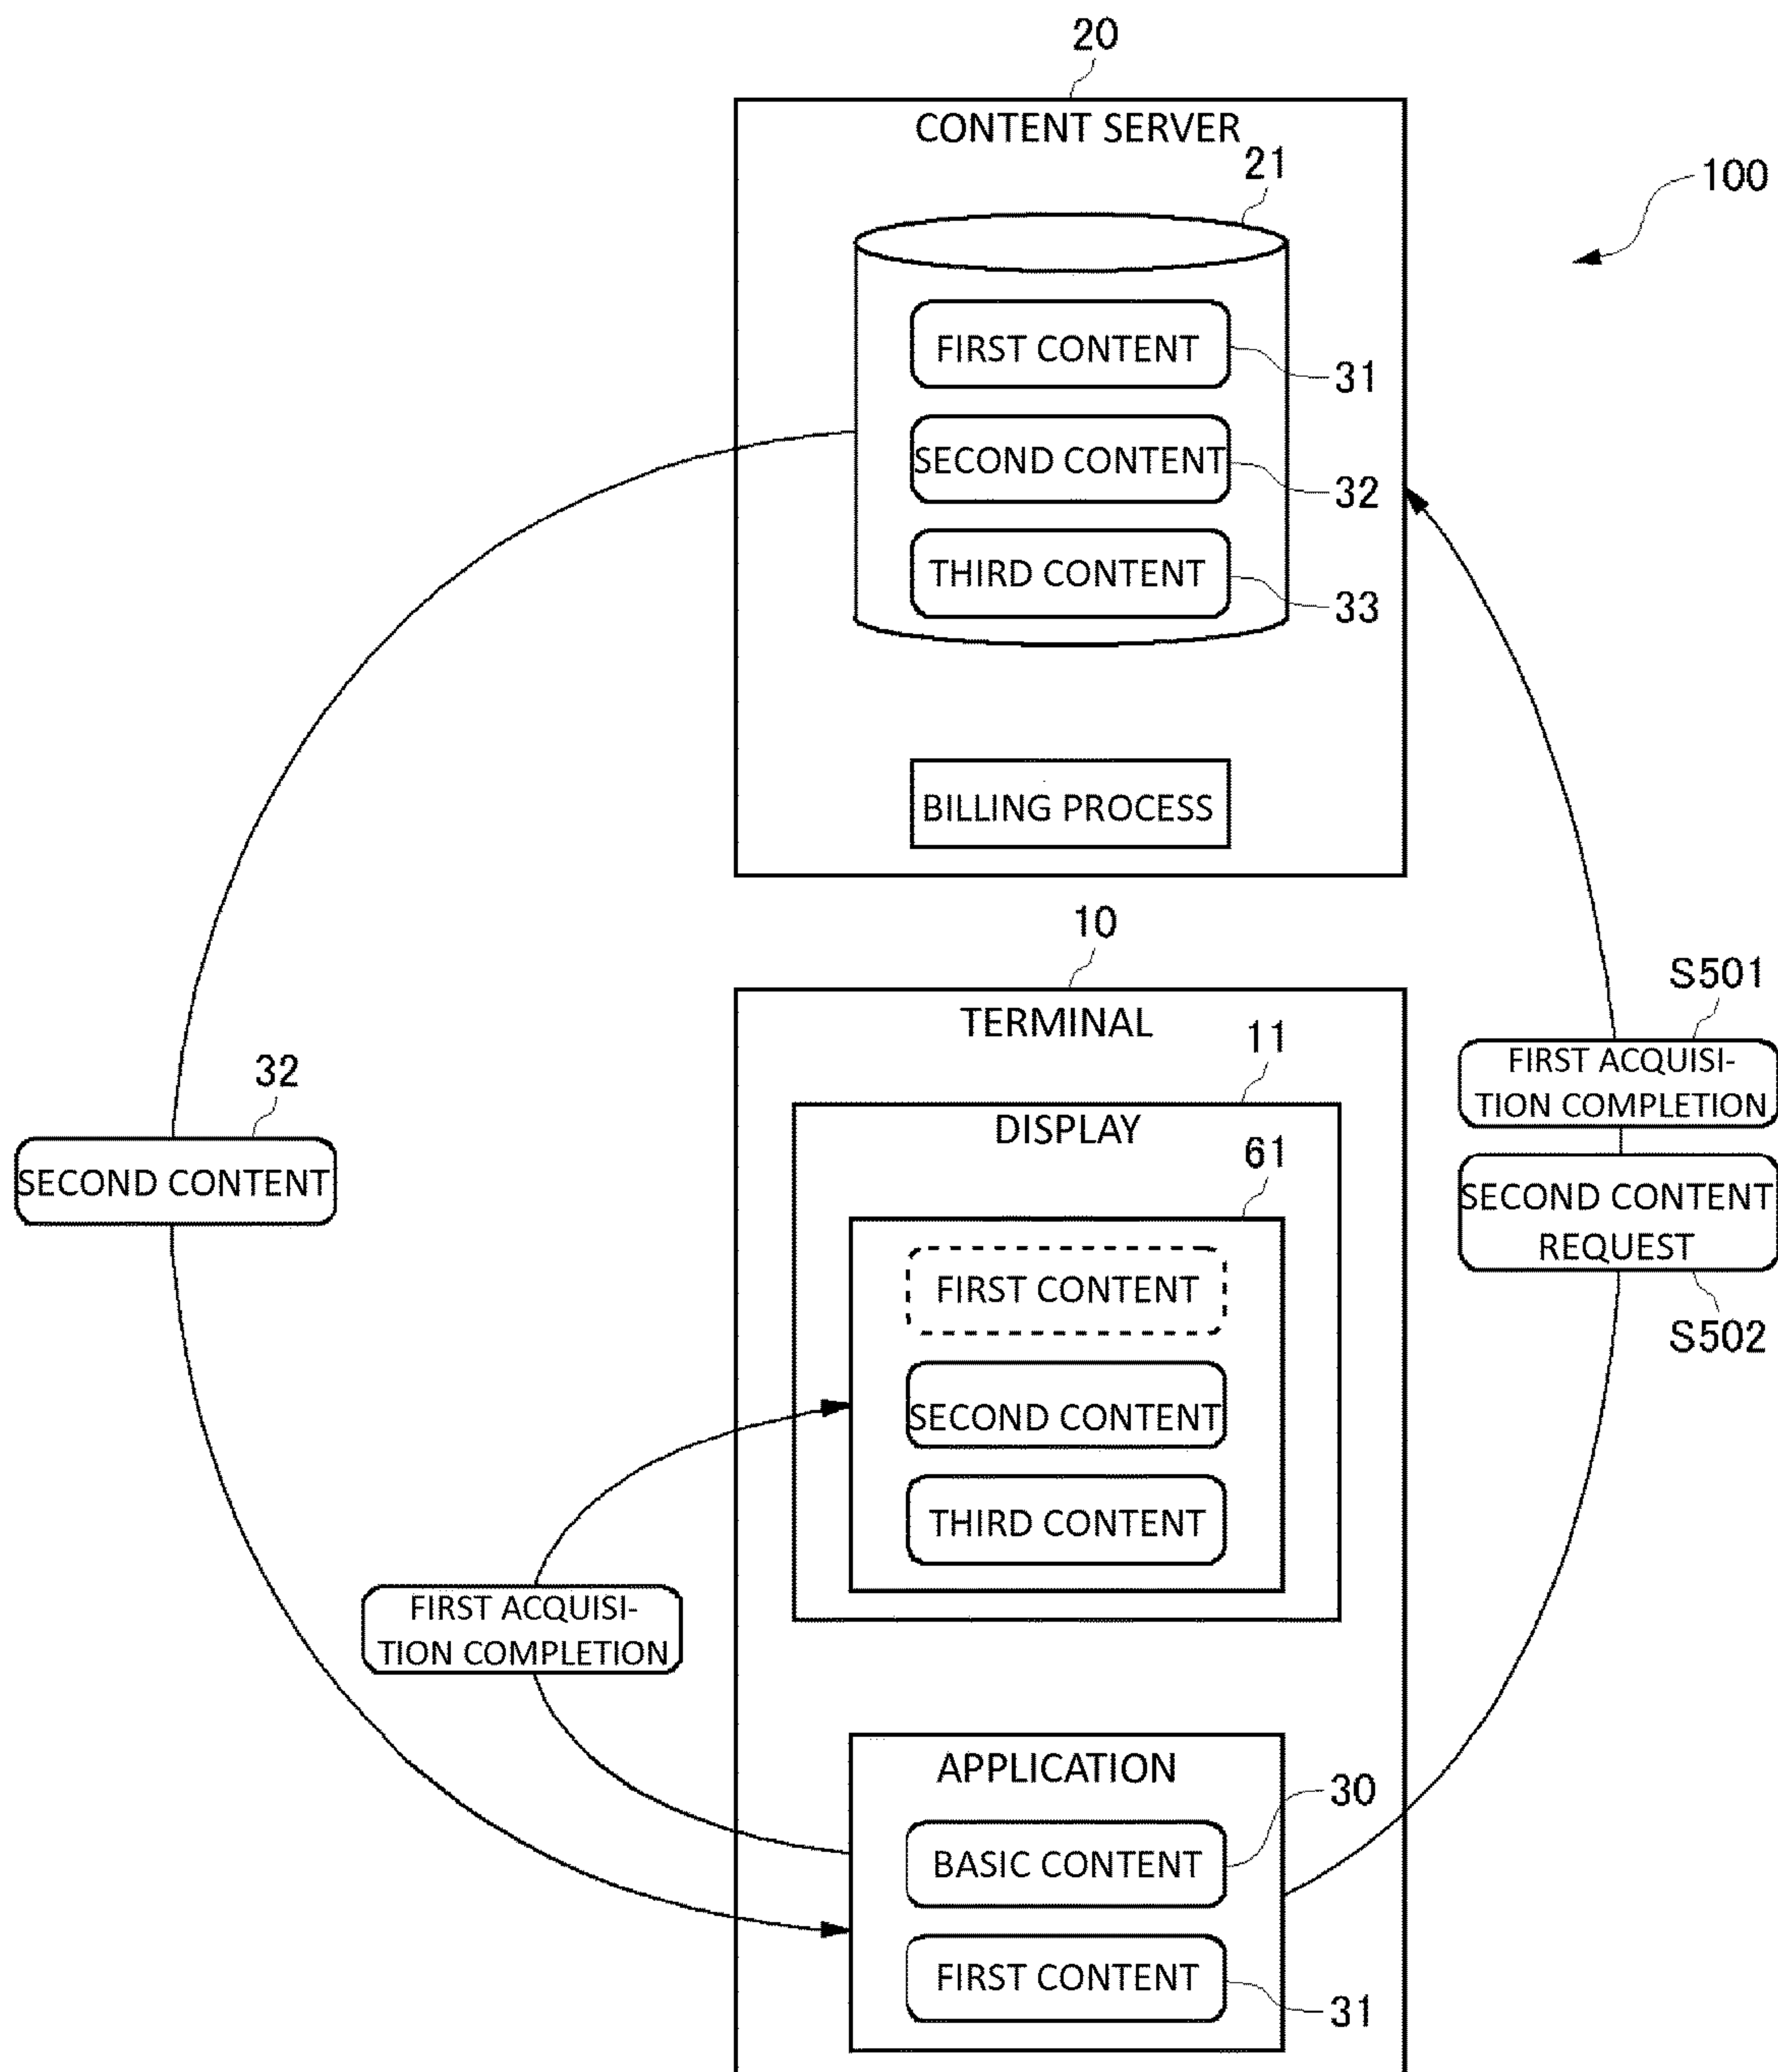 20
CONTENT SERVER
21
100
FIRST CONTENT
31
SECOND CONTENT
32
THIRD CONTENT
33
BILLING PROCESS
10
TERMINAL
S501
11
FIRST ACQUISI-
TION COMPLETION
32
DISPLAY
61
SECOND CONTENT
SECOND CONTENT
REQUEST
S502
FIRST CONTENT
SECOND CONTENT
THIRD CONTENT
FIRST ACQUISI-
TION COMPLETION
APPLICATION
30
BASIC CONTENT
FIRST CONTENT
31